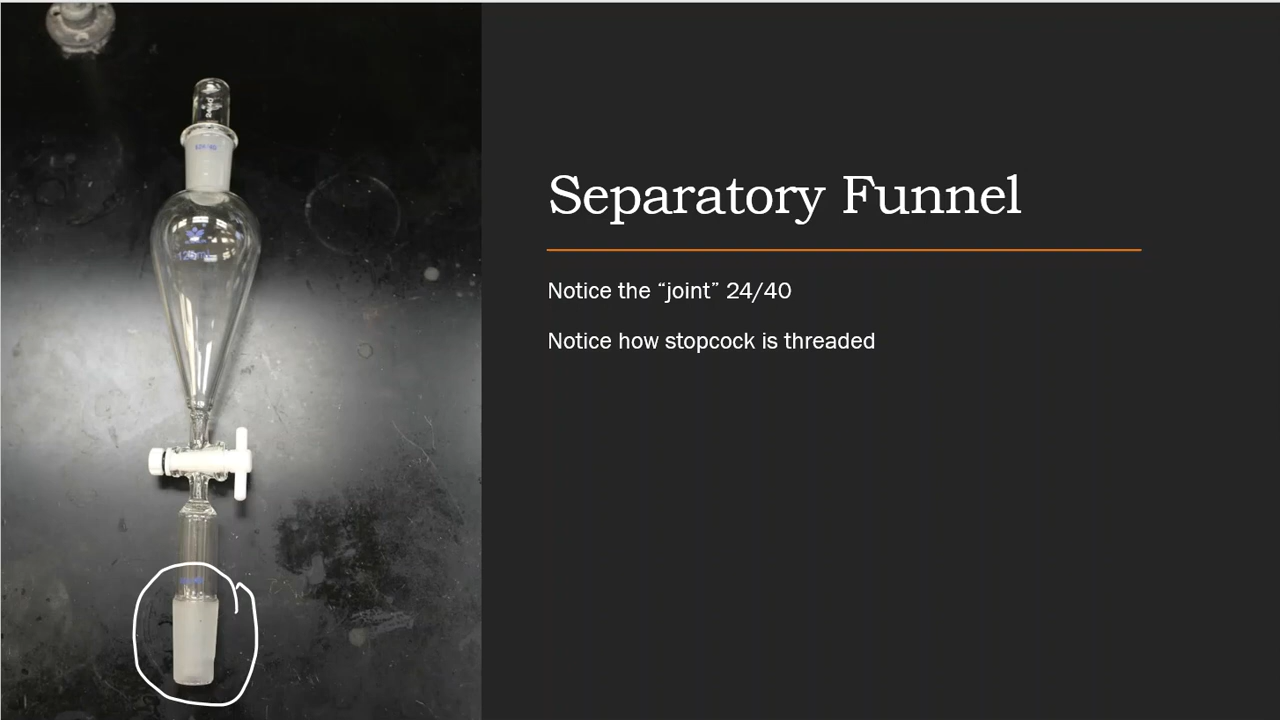 Separatory Funnel
Notice the “joint” 24/40
Notice how stopcock is threaded